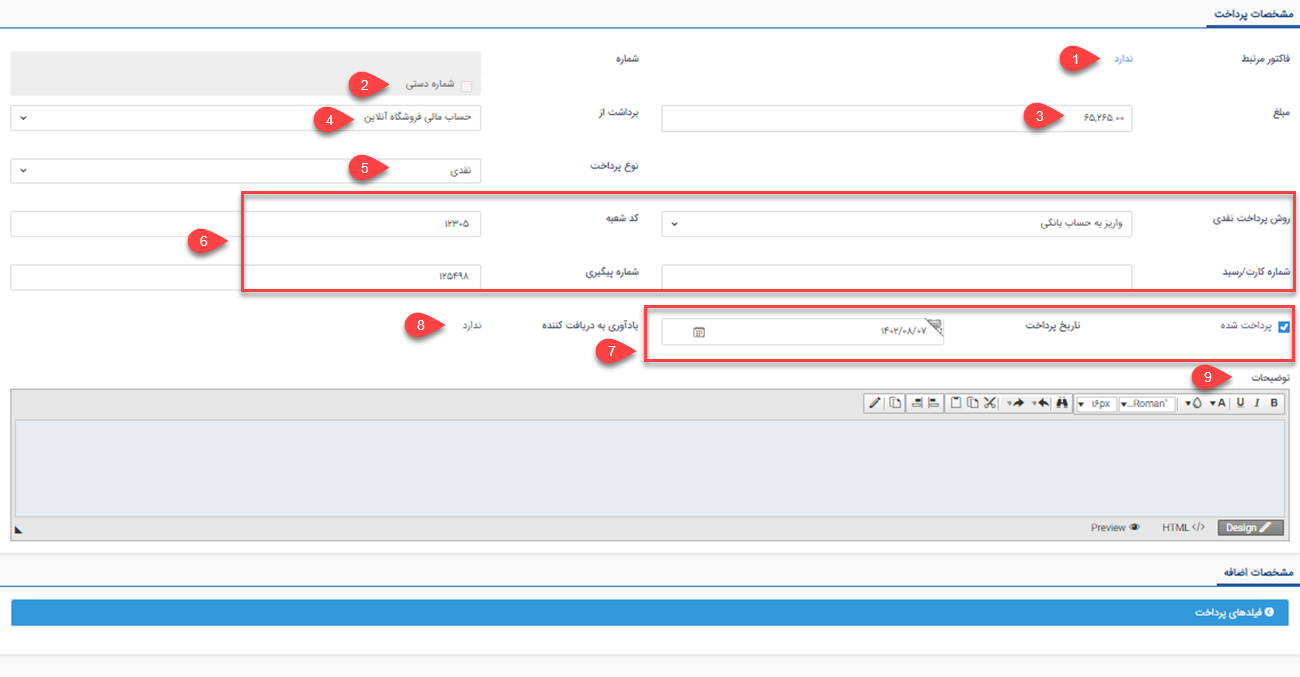 مشخصات پرداخت
فاکتور مرتبط
ندارد
1
شماره
شماره دستی
2
مبلغ
۶۵,۲۶۵.۰۰
3
برداشت از
حساب مالی فروشگاه آنلاین
4
نوع پرداخت
نقدی
5
روش پرداخت نقدی
واریز به حساب بانکی
کد شعبه
۱۲۳۰۵
6
شماره کارت/رسید
شماره پیگیری
۱۲۵۴۹۸
پرداخت شده
تاریخ پرداخت
۱۴۰۲/۰۸/۰۷
7
یادآوری به دریافت کننده
ندارد
8
توضیحات
9
B I U A "Roman... ۱۶px
Design HTML Preview
مشخصات اضافه
فیلدهای پرداخت